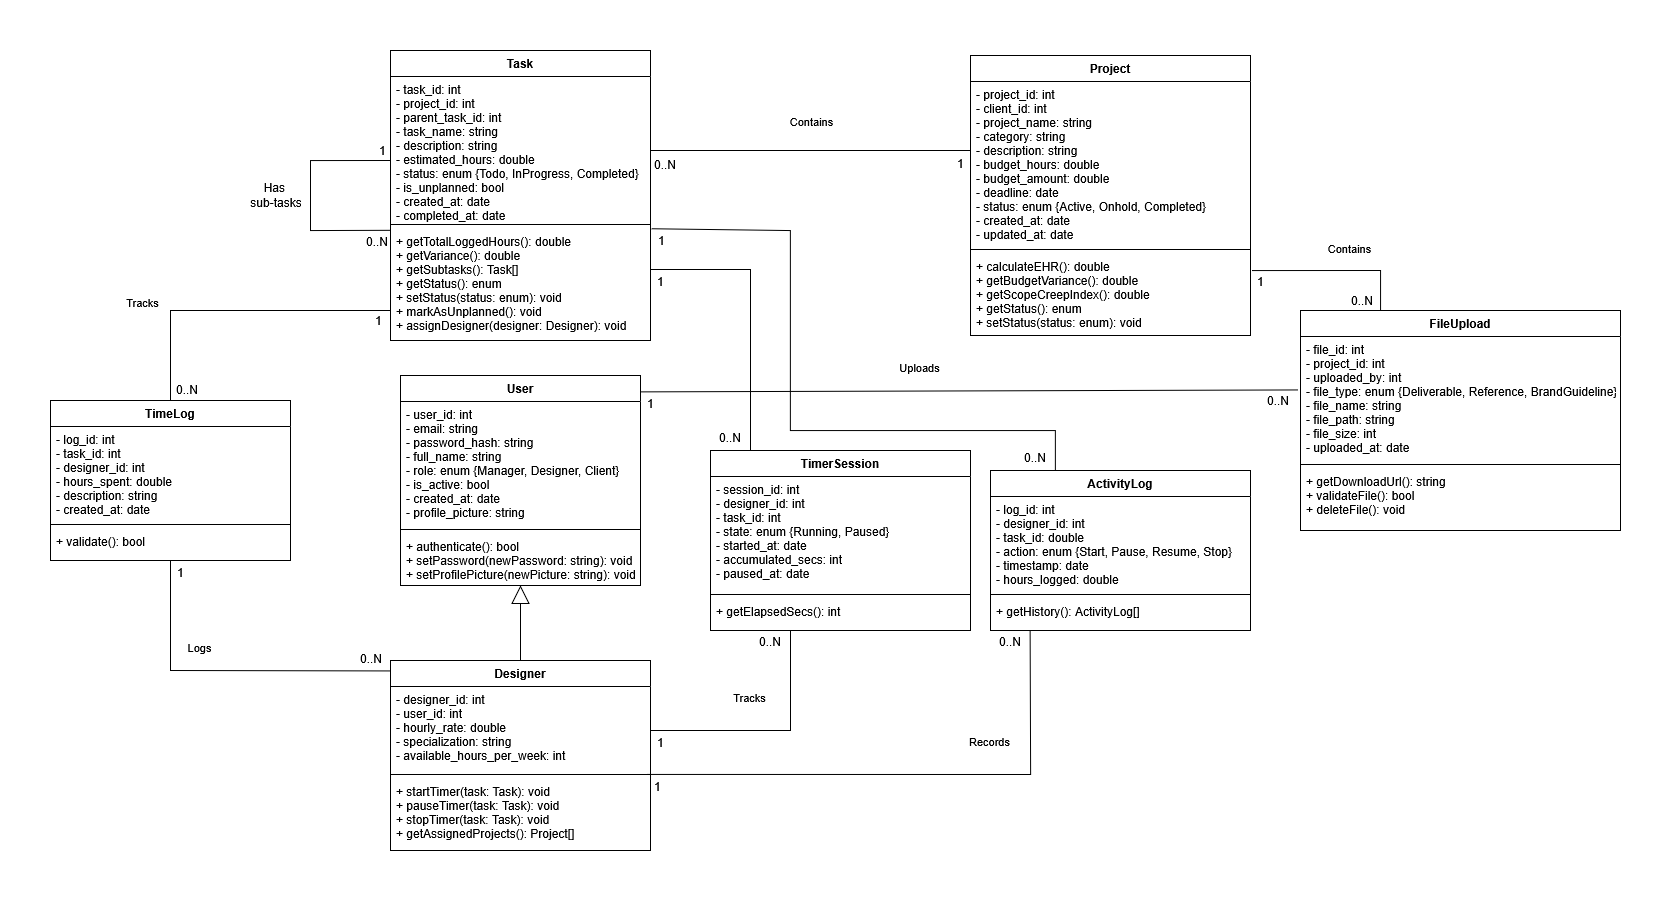 Task
- task_id: int
- project_id: int
- parent_task_id: int
- task_name: string
- description: string
- estimated_hours: double
- status: enum {Todo, InProgress, Completed}
- is_unplanned: bool
- created_at: date
- completed_at: date
+ getTotalLoggedHours(): double
+ getVariance(): double
+ getSubtasks(): Task[]
+ getStatus(): enum
+ setStatus(status: enum): void
+ markAsUnplanned(): void
+ assignDesigner(designer: Designer): void
1
Has
sub-tasks
0..N
Contains
0..N
1
Project
- project_id: int
- client_id: int
- project_name: string
- category: string
- description: string
- budget_hours: double
- budget_amount: double
- deadline: date
- status: enum {Active, Onhold, Completed}
- created_at: date
- updated_at: date
+ calculateEHR(): double
+ getBudgetVariance(): double
+ getScopeCreepIndex(): double
+ getStatus(): enum
+ setStatus(status: enum): void
Contains
1
0..N
FileUpload
- file_id: int
- project_id: int
- uploaded_by: int
- file_type: enum {Deliverable, Reference, BrandGuideline}
- file_name: string
- file_path: string
- file_size: int
- uploaded_at: date
+ getDownloadUrl(): string
+ validateFile(): bool
+ deleteFile(): void
Tracks
1
0..N
TimeLog
- log_id: int
- task_id: int
- designer_id: int
- hours_spent: double
- description: string
- created_at: date
+ validate(): bool
1
Logs
0..N
User
- user_id: int
- email: string
- password_hash: string
- full_name: string
- role: enum {Manager, Designer, Client}
- is_active: bool
- created_at: date
- profile_picture: string
+ authenticate(): bool
+ setPassword(newPassword: string): void
+ setProfilePicture(newPicture: string): void
1
Uploads
0..N
1
1
0..N
TimerSession
- session_id: int
- designer_id: int
- task_id: int
- state: enum {Running, Paused}
- started_at: date
- accumulated_secs: int
- paused_at: date
+ getElapsedSecs(): int
0..N
0..N
ActivityLog
- log_id: int
- designer_id: int
- task_id: double
- action: enum {Start, Pause, Resume, Stop}
- timestamp: date
- hours_logged: double
+ getHistory(): ActivityLog[]
0..N
Designer
- designer_id: int
- user_id: int
- hourly_rate: double
- specialization: string
- available_hours_per_week: int
+ startTimer(task: Task): void
+ pauseTimer(task: Task): void
+ stopTimer(task: Task): void
+ getAssignedProjects(): Project[]
Tracks
1
Records
1